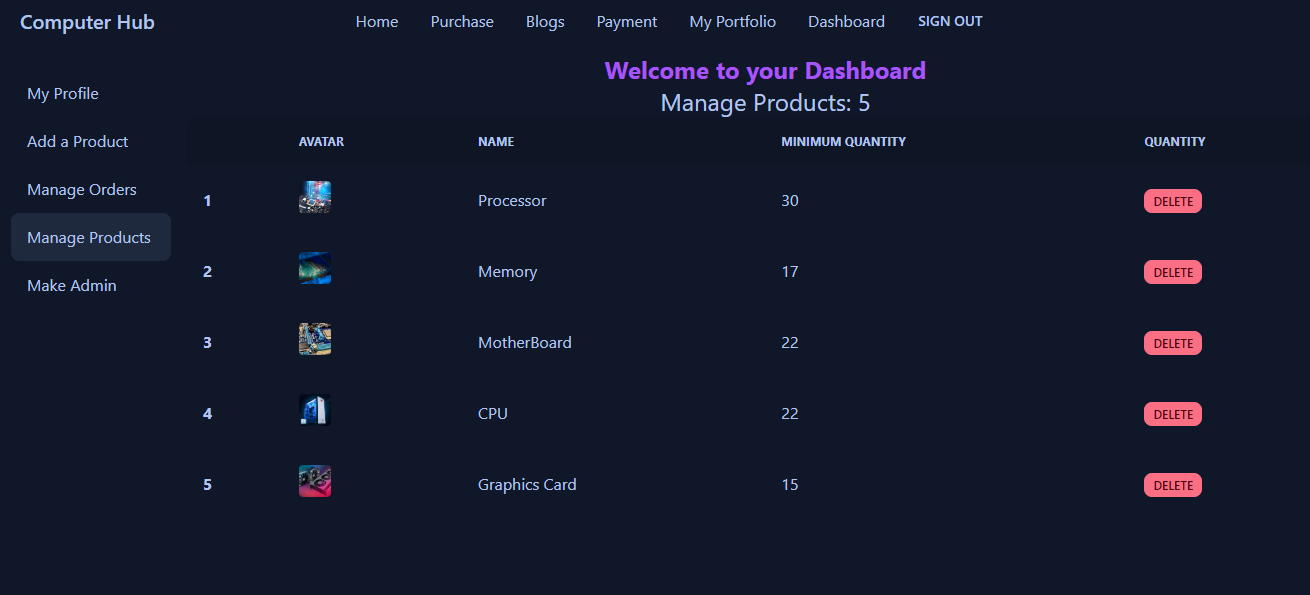 Computer Hub Home Purchase Blogs Payment My Portfolio Dashboard SIGN OUT
My Profile
Add a Product
Manage Orders
Manage Products
Make Admin
Welcome to your Dashboard
Manage Products: 5
AVATAR NAME MINIMUM QUANTITY QUANTITY
1 Processor 30 DELETE
2 Memory 17 DELETE
3 MotherBoard 22 DELETE
4 CPU 22 DELETE
5 Graphics Card 15 DELETE